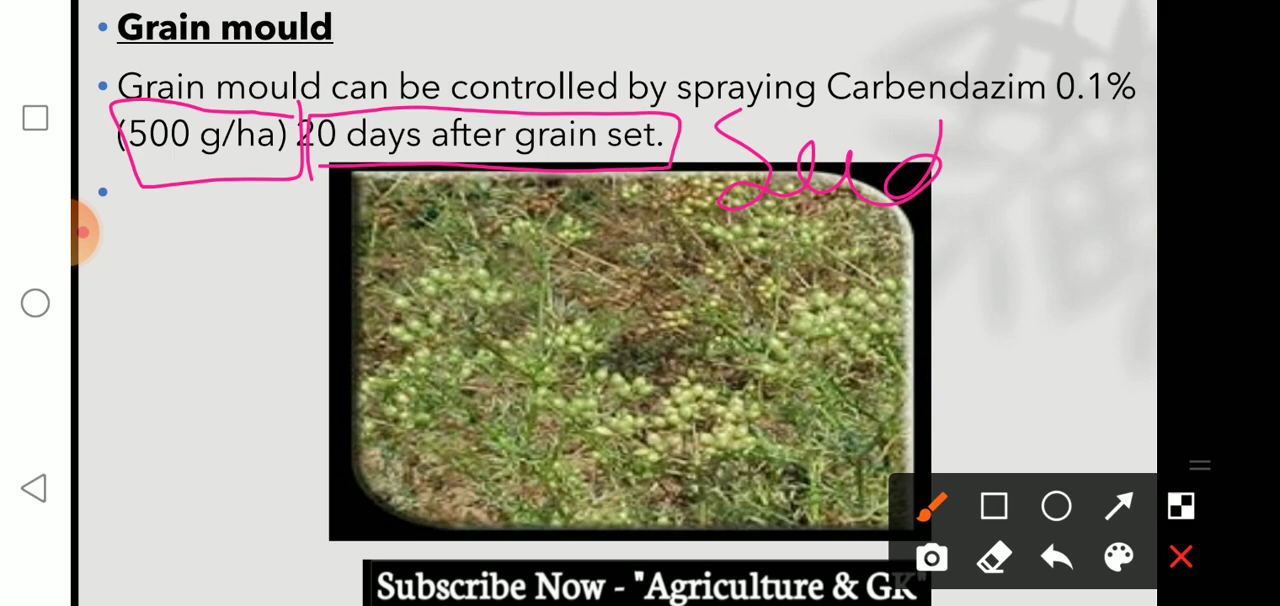 Grain mould
Grain mould can be controlled by spraying Carbendazim 0.1%
(500 g/ha) 20 days after grain set.
Seed
Subscribe Now - "Agriculture & GK"